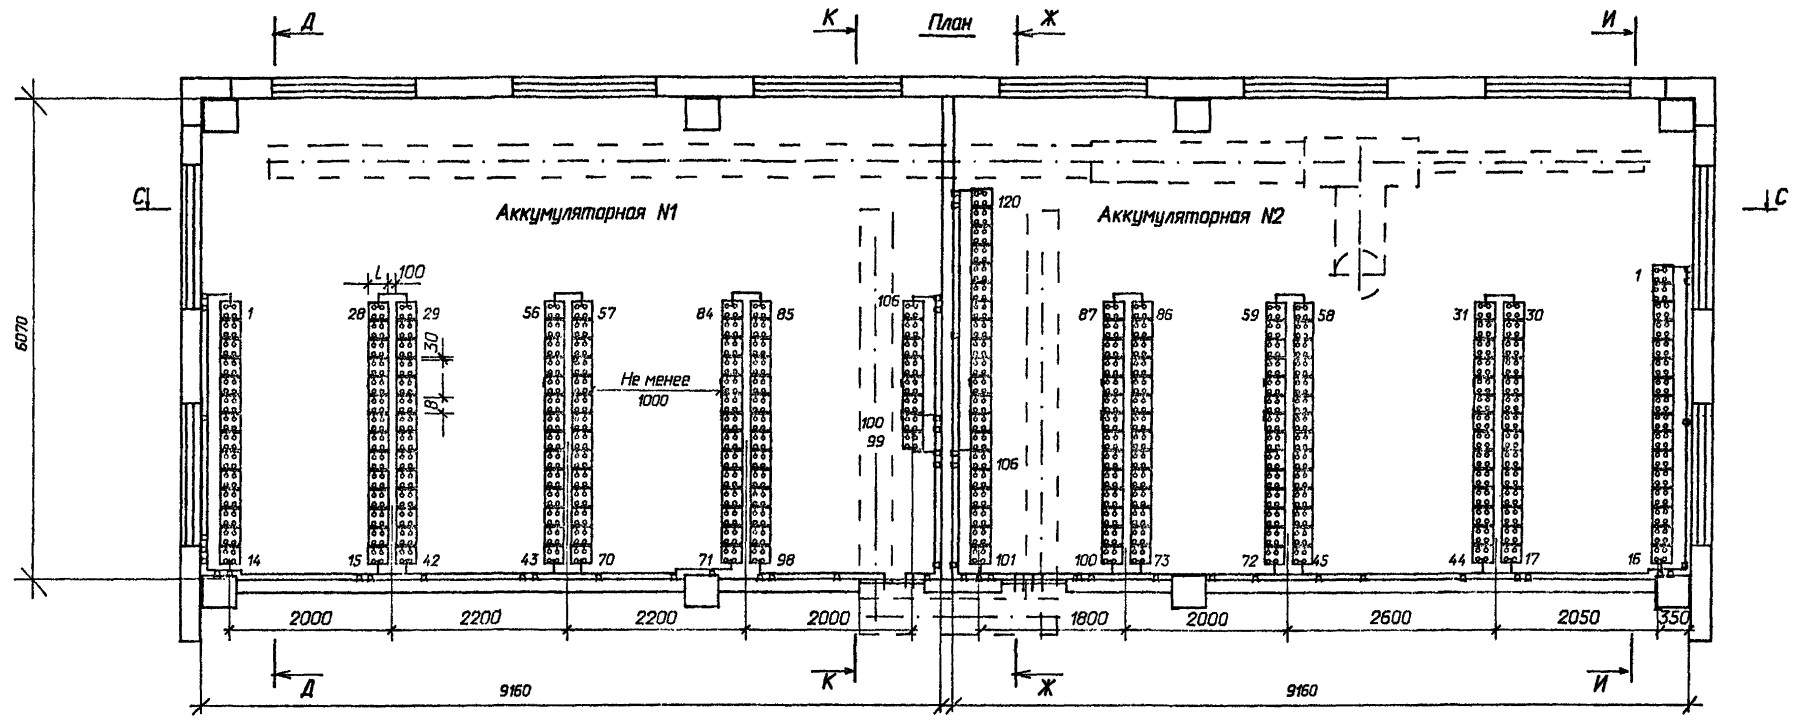 Д К План Ж И
С С
Аккумуляторная N1 Аккумуляторная N2
120
L 100
1 28 29 56 57 84 85 106 87 86 59 58 31 30 1
30
Не менее
1000
В
100
99
106
14 15 42 43 70 71 98 101 100 73 72 45 44 17 16
6070
2000 2200 2200 2000 1800 2000 2600 2050 350
Д К Ж И
9160 9160